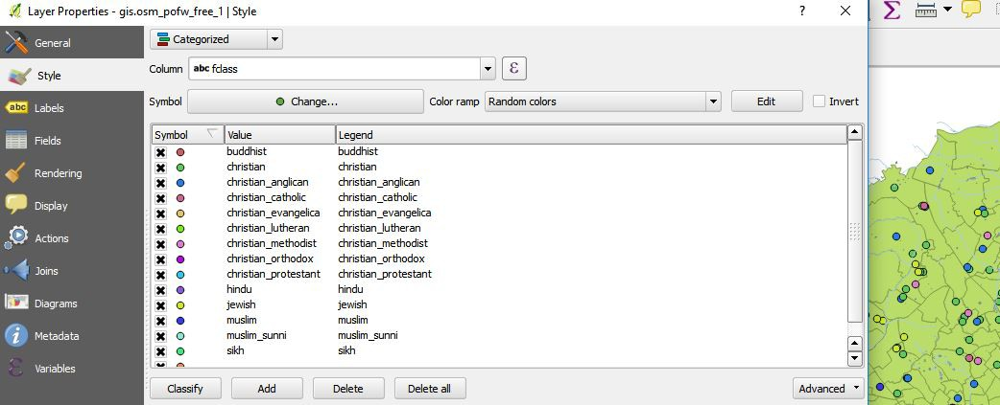 Layer Properties - gis.osm_pofw_free_1 | Style
?
General
Style
Labels
Fields
Rendering
Display
Actions
Joins
Diagrams
Metadata
Variables
Categorized
Column abc fclass ε
Symbol Change... Color ramp Random colors Edit Invert
Symbol Value Legend
buddhist buddhist
christian christian
christian_anglican christian_anglican
christian_catholic christian_catholic
christian_evangelica christian_evangelica
christian_lutheran christian_lutheran
christian_methodist christian_methodist
christian_orthodox christian_orthodox
christian_protestant christian_protestant
hindu hindu
jewish jewish
muslim muslim
muslim_sunni muslim_sunni
sikh sikh
Classify Add Delete Delete all Advanced
abc
Σ